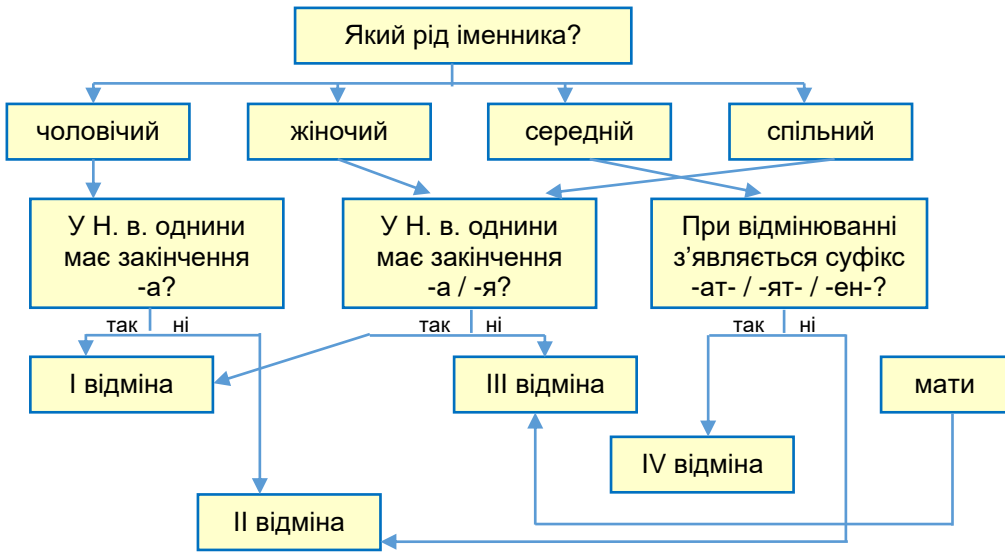 Який рід іменника?
чоловічий
жіночий
середній
спільний
У Н. в. однини
має закінчення
-а?
У Н. в. однини
має закінчення
-а / -я?
При відмінюванні
з’являється суфікс
-ат- / -ят- / -ен-?
так ні
так ні
так ні
І відміна
ІІІ відміна
мати
IV відміна
ІІ відміна